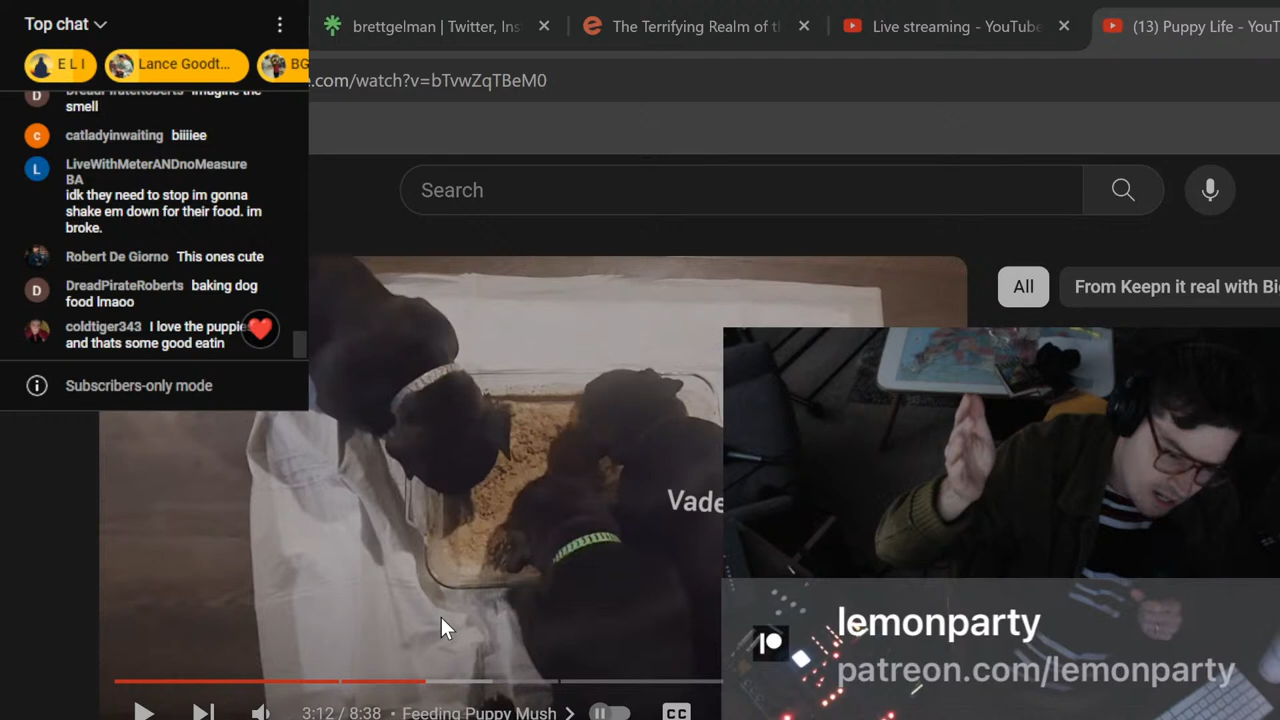 Top chat
E L I
Lance Goodt...
BG
DreadPirateRoberts imagine the
smell
catladyinwaiting biiiiee
LiveWithMeterANDnoMeasure
BA
idk they need to stop im gonna
shake em down for their food. im
broke.
Robert De Giorno This ones cute
DreadPirateRoberts baking dog
food lmaoo
coldtiger343 I love the puppie
and thats some good eatin
Subscribers-only mode
brettgelman | Twitter, Ins
The Terrifying Realm of th
Live streaming - YouTube
(13) Puppy Life - YouT
.com/watch?v=bTvwZqTBeM0
Search
All
From Keepn it real with Bi
Vade
lemonparty
patreon.com/lemonparty
3:12 / 8:38 • Feeding Puppy Mush
CC